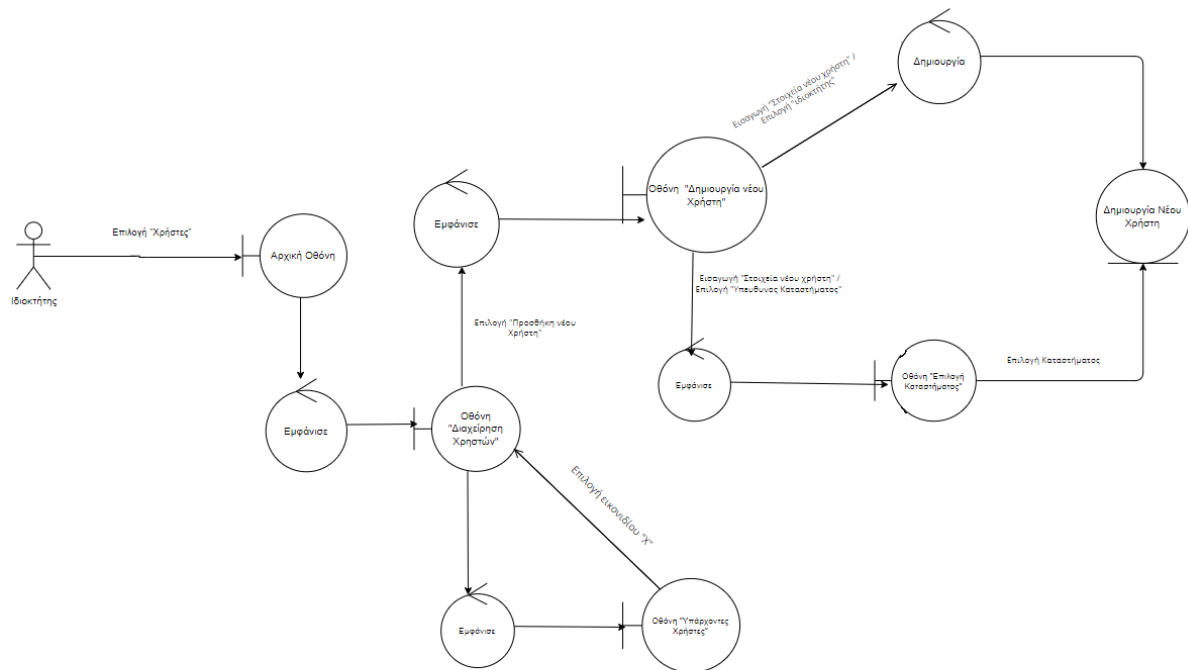 Δημιουργία
Εισαγωγή "Στοιχεία νέου χρήστη" /
Επιλογή "ιδιοκτήτης"
Οθόνη "Δημιουργία νέου
Χρήστη"
Εμφάνισε
Δημιουργία Νέου
Χρήστη
Επιλογή "Χρήστες"
Αρχική Οθόνη
Ιδιοκτήτης
Εισαγωγή "Στοιχεία νέου χρήστη" /
Επιλογή "Υπευθυνος Καταστήματος"
Επιλογή "Προσθήκη νέου
Χρήστη"
Εμφάνισε
Οθόνη "Επιλογή
Καταστήματος"
Επιλογή Καταστήματος
Εμφάνισε
Οθόνη
"Διαχείρηση
Χρηστών"
Επιλογή εικονιδίου "Χ"
Εμφάνισε
Οθόνη "Υπάρχοντες
Χρήστες"